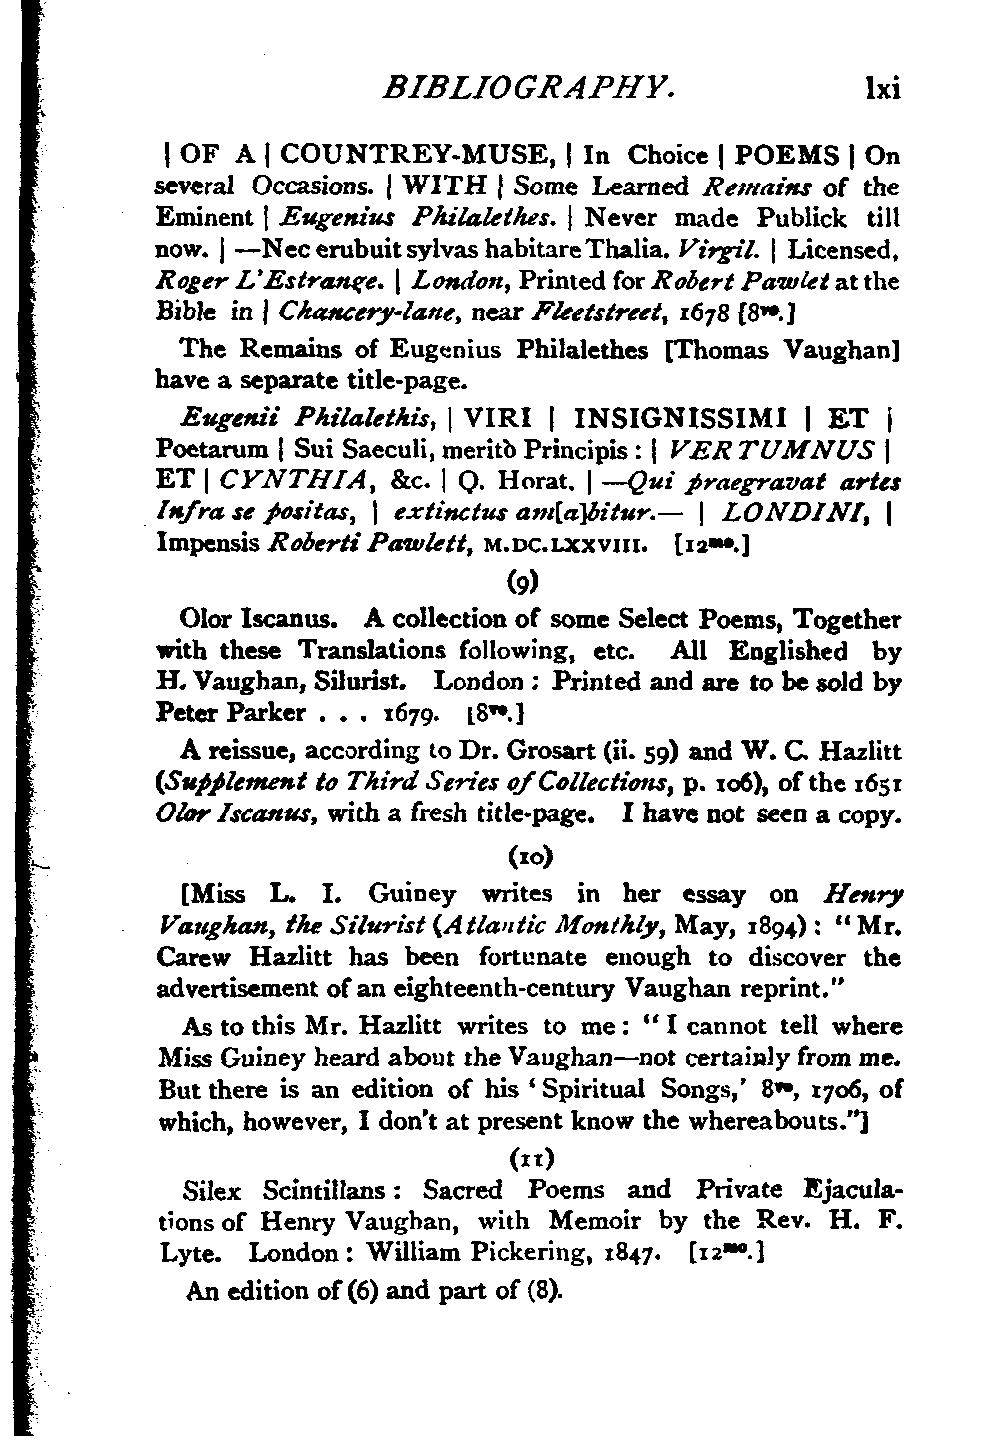 BIBLIOGRAPHY. lxi
| OF A | COUNTREY-MUSE, | In Choice | POEMS | On
several Occasions. | WITH | Some Learned Remains of the
Eminent | Eugenius Philalethes. | Never made Publick till
now. | —Nec erubuit sylvas habitare Thalia. Virgil. | Licensed,
Roger L'Estrange. | London, Printed for Robert Pawlet at the
Bible in | Chancery-lane, near Fleetstreet, 1678 [8vo.]
The Remains of Eugenius Philalethes [Thomas Vaughan]
have a separate title-page.
Eugenii Philalethis, | VIRI | INSIGNISSIMI | ET |
Poetarum | Sui Saeculi, meritò Principis : | VERTUMNUS |
ET | CYNTHIA, &c. | Q. Horat. | —Qui praegravat artes
Infra se positas, | extinctus am[a]bitur.— | LONDINI, |
Impensis Roberti Pawlett, M.DC.LXXVIII. [12mo.]
(9)
Olor Iscanus. A collection of some Select Poems, Together
with these Translations following, etc. All Englished by
H. Vaughan, Silurist. London : Printed and are to be sold by
Peter Parker . . . 1679. [8vo.]
A reissue, according to Dr. Grosart (ii. 59) and W. C. Hazlitt
(Supplement to Third Series of Collections, p. 106), of the 1651
Olor Iscanus, with a fresh title-page. I have not seen a copy.
(10)
[Miss L. I. Guiney writes in her essay on Henry
Vaughan, the Silurist (Atlantic Monthly, May, 1894) : “Mr.
Carew Hazlitt has been fortunate enough to discover the
advertisement of an eighteenth-century Vaughan reprint.”
As to this Mr. Hazlitt writes to me : “I cannot tell where
Miss Guiney heard about the Vaughan—not certainly from me.
But there is an edition of his ‘Spiritual Songs,’ 8vo, 1706, of
which, however, I don't at present know the whereabouts.”]
(11)
Silex Scintillans : Sacred Poems and Private Ejacula-
tions of Henry Vaughan, with Memoir by the Rev. H. F.
Lyte. London : William Pickering, 1847. [12mo.]
An edition of (6) and part of (8).